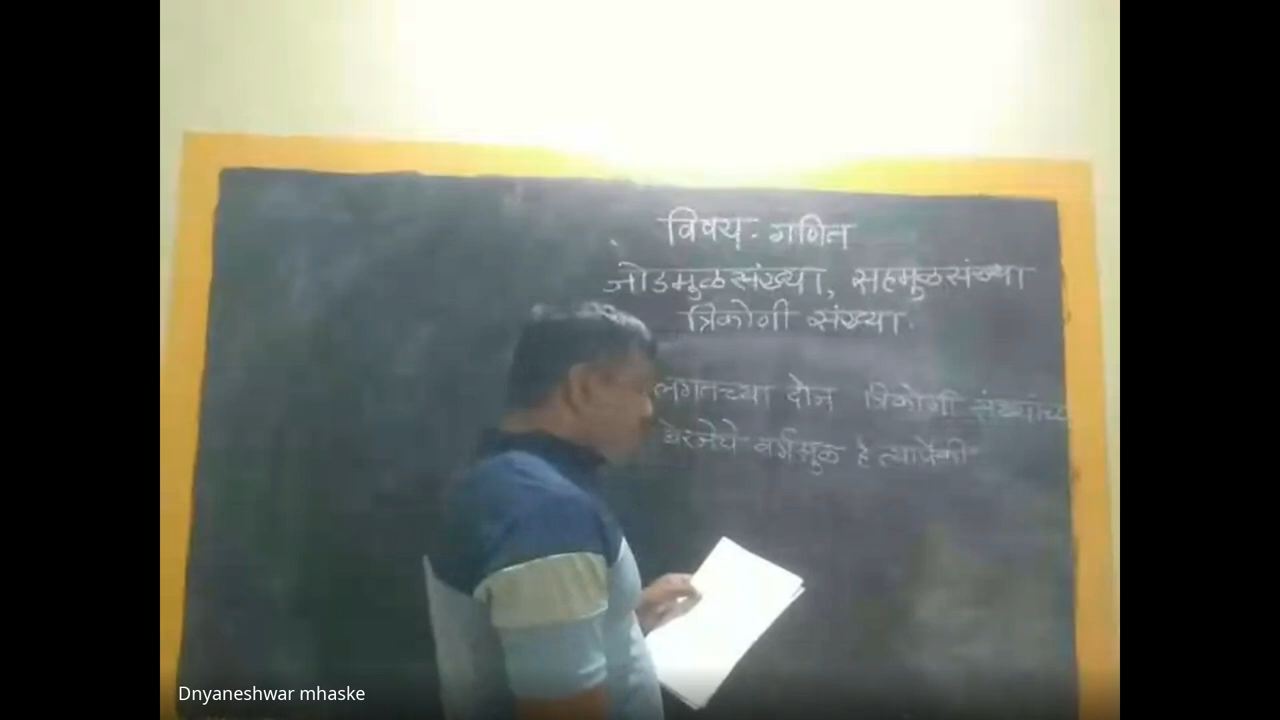 विषय:- गणित
जोडमुळसंख्या, सहमुळसंख्या
त्रिकोणी संख्या.
लगतच्या दोन त्रिकोणी संख्यांच्या
बेरजेचे वर्गमुळ हे त्यापैकी
Dnyaneshwar mhaske